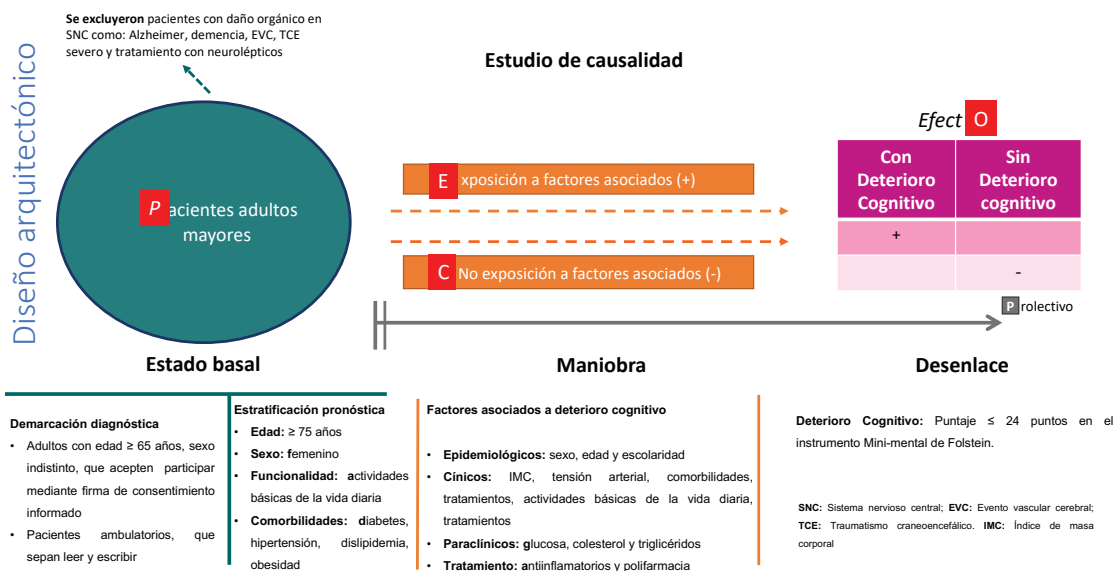 Diseño arquitectónico
Se excluyeron pacientes con daño orgánico en
SNC como: Alzheimer, demencia, EVC, TCE
severo y tratamiento con neurolépticos
Estudio de causalidad
Pacientes adultos
mayores
Exposición a factores asociados (+)
C No exposición a factores asociados (-)
Efect O
Con
Deterioro
Cognitivo
Sin
Deterioro
cognitivo
+
-
Prolectivo
Estado basal
Maniobra
Desenlace
Demarcación diagnóstica
• Adultos con edad ≥ 65 años, sexo
indistinto, que acepten participar
mediante firma de consentimiento
informado
• Pacientes ambulatorios, que
sepan leer y escribir
Estratificación pronóstica
• Edad: ≥ 75 años
• Sexo: femenino
• Funcionalidad: actividades
básicas de la vida diaria
• Comorbilidades: diabetes,
hipertensión, dislipidemia,
obesidad
Factores asociados a deterioro cognitivo
• Epidemiológicos: sexo, edad y escolaridad
• Cínicos: IMC, tensión arterial, comorbilidades,
tratamientos, actividades básicas de la vida diaria,
tratamientos
• Paraclínicos: glucosa, colesterol y triglicéridos
• Tratamiento: antiinflamatorios y polifarmacia
Deterioro Cognitivo: Puntaje ≤ 24 puntos en el
instrumento Mini-mental de Folstein.
SNC: Sistema nervioso central; EVC: Evento vascular cerebral;
TCE: Traumatismo craneoencefálico. IMC: Índice de masa
corporal